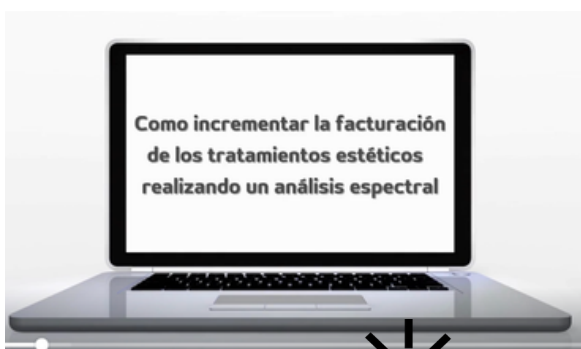 Como incrementar la facturación
de los tratamientos estéticos
realizando un análisis espectral